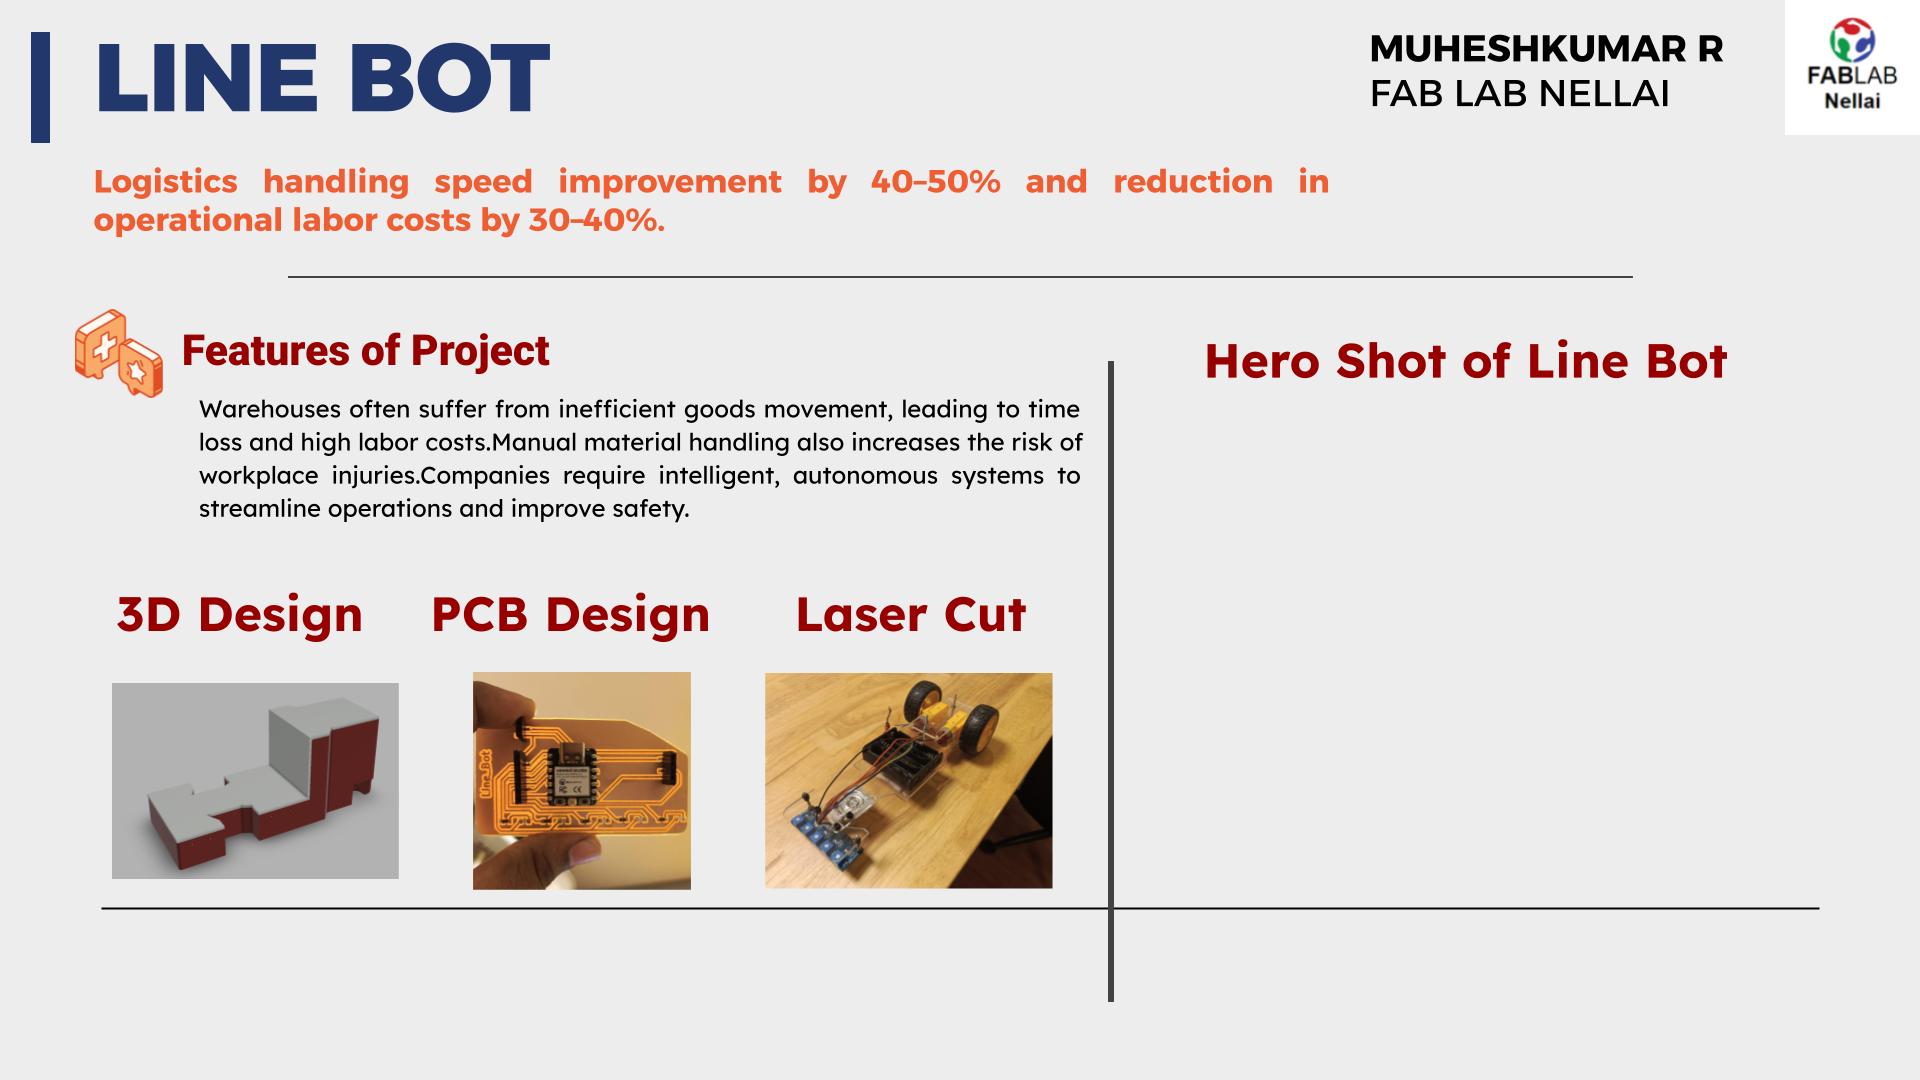 LINE BOT
MUHESHKUMAR R
FAB LAB NELLAI
FABLAB
Nellai
Logistics handling speed improvement by 40–50% and reduction in
operational labor costs by 30–40%.
Features of Project
Warehouses often suffer from inefficient goods movement, leading to time
loss and high labor costs.Manual material handling also increases the risk of
workplace injuries.Companies require intelligent, autonomous systems to
streamline operations and improve safety.
Hero Shot of Line Bot
3D Design
PCB Design
Laser Cut
Line_Bot